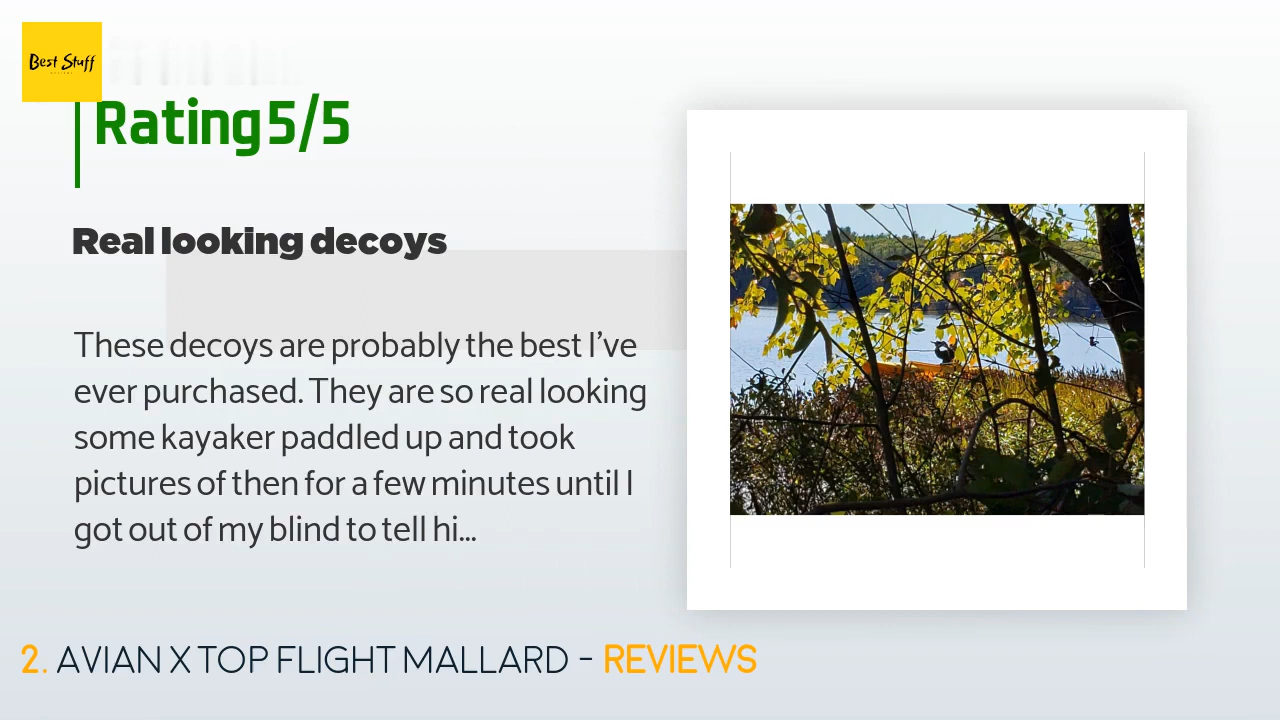 Best Stuff
Rating 5/5
Real looking decoys
These decoys are probably the best I've
ever purchased. They are so real looking
some kayaker paddled up and took
pictures of then for a few minutes until I
got out of my blind to tell hi...
2. AVIAN X TOP FLIGHT MALLARD - REVIEWS